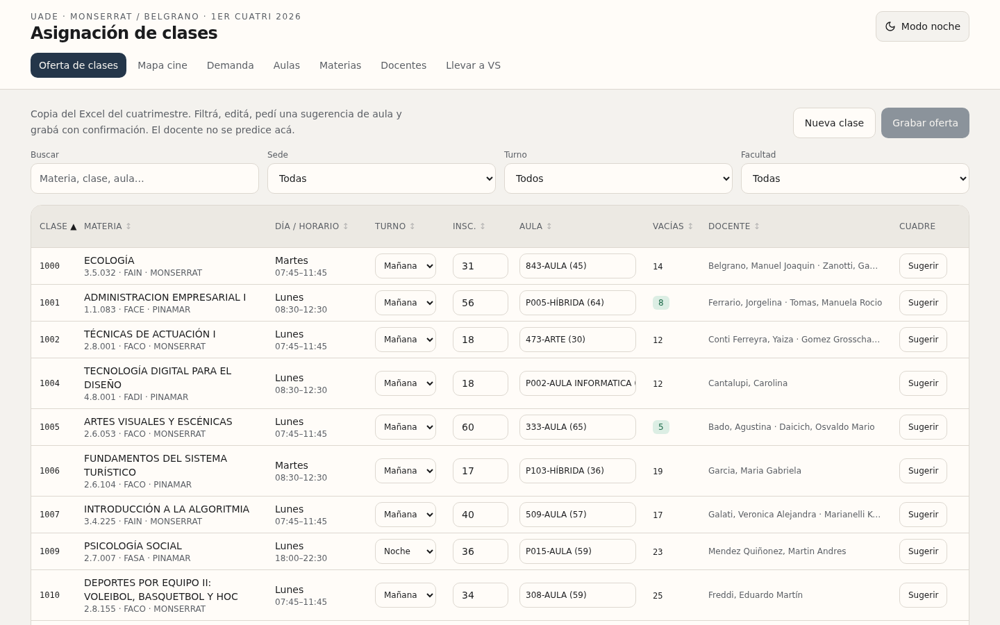 UADE · MONSERRAT / BELGRANO · 1ER CUATRI 2026
Asignación de clases
Modo noche
Oferta de clases Mapa cine Demanda Aulas Materias Docentes Llevar a VS
Copia del Excel del cuatrimestre. Filtrá, editá, pedí una sugerencia de aula y
grabá con confirmación. El docente no se predice acá.
Nueva clase Grabar oferta
Buscar Sede Turno Facultad
Materia, clase, aula… Todas Todos Todas
CLASE ▲ MATERIA ↕ DÍA / HORARIO ↕ TURNO ↕ INSC. ↕ AULA ↕ VACÍAS ↕ DOCENTE ↕ CUADRE
1000 ECOLOGÍA Martes Mañana 31 843-AULA (45) 14 Belgrano, Manuel Joaquin · Zanotti, Ga… Sugerir
3.5.032 · FAIN · MONSERRAT 07:45–11:45
1001 ADMINISTRACION EMPRESARIAL I Lunes Mañana 56 P005-HÍBRIDA (64) 8 Ferrario, Jorgelina · Tomas, Manuela Rocio Sugerir
1.1.083 · FACE · PINAMAR 08:30–12:30
1002 TÉCNICAS DE ACTUACIÓN I Lunes Mañana 18 473-ARTE (30) 12 Conti Ferreyra, Yaiza · Gomez Grosscha… Sugerir
2.8.001 · FACO · MONSERRAT 07:45–11:45
1004 TECNOLOGÍA DIGITAL PARA EL Lunes Mañana 18 P002-AULA INFORMATICA 12 Cantalupi, Carolina Sugerir
DISEÑO 08:30–12:30
4.8.001 · FADI · PINAMAR
1005 ARTES VISUALES Y ESCÉNICAS Lunes Mañana 60 333-AULA (65) 5 Bado, Agustina · Daicich, Osvaldo Mario Sugerir
2.6.053 · FACO · MONSERRAT 07:45–11:45
1006 FUNDAMENTOS DEL SISTEMA Martes Mañana 17 P103-HÍBRIDA (36) 19 Garcia, Maria Gabriela Sugerir
TURÍSTICO 08:30–12:30
2.6.104 · FACO · PINAMAR
1007 INTRODUCCIÓN A LA ALGORITMIA Lunes Mañana 40 509-AULA (57) 17 Galati, Veronica Alejandra · Marianelli K… Sugerir
3.4.225 · FAIN · MONSERRAT 07:45–11:45
1009 PSICOLOGÍA SOCIAL Lunes Noche 36 P015-AULA (59) 23 Mendez Quiñonez, Martin Andres Sugerir
2.7.007 · FASA · PINAMAR 18:00–22:30
1010 DEPORTES POR EQUIPO II: Lunes Mañana 34 308-AULA (59) 25 Freddi, Eduardo Martín Sugerir
VOLEIBOL, BASQUETBOL Y HOC 07:45–11:45
2.8.155 · FACO · MONSERRAT